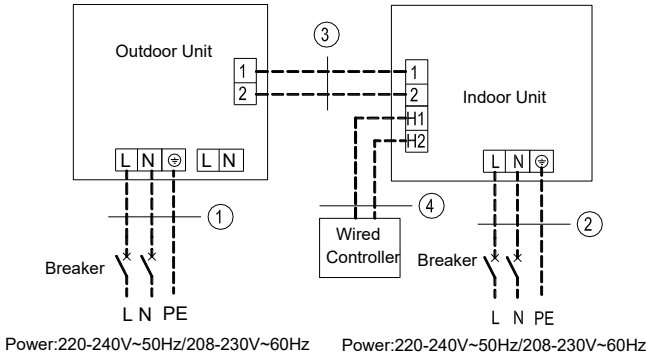 Outdoor Unit
1
2
L N ⏚ L N
①
Breaker
L N PE
Power:220-240V~50Hz/208-230V~60Hz
③
Indoor Unit
1
2
H1
H2
L N ⏚
④
Wired
Controller
②
Breaker
L N PE
Power:220-240V~50Hz/208-230V~60Hz